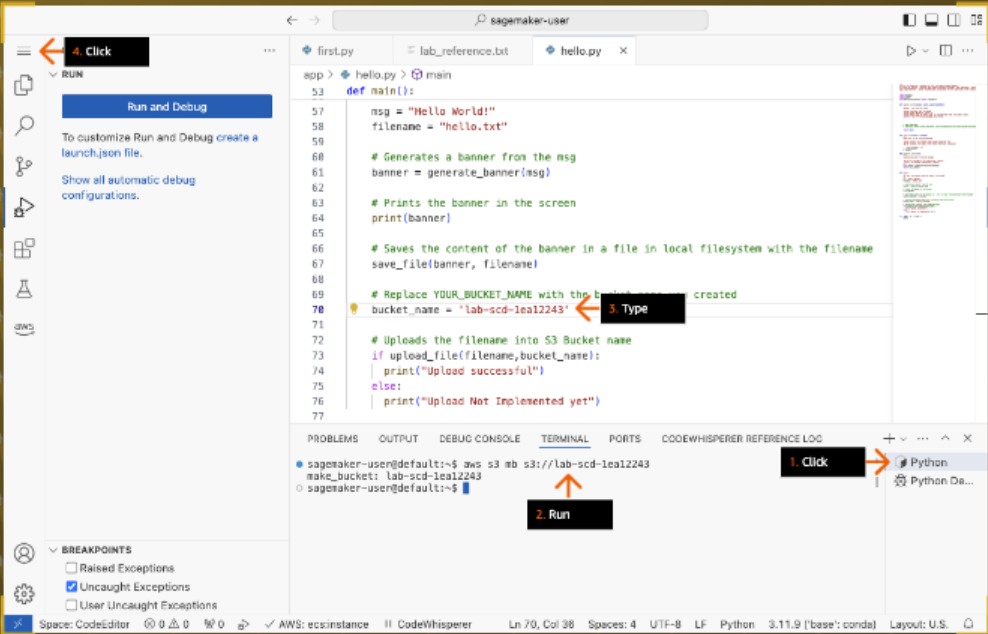 sagemaker-user
4. Click
RUN
Run and Debug
To customize Run and Debug create a
launch.json file.
Show all automatic debug
configurations.
aws
first.py
lab_reference.txt
hello.py
app > hello.py > main
53 def main():
57 msg = "Hello World!"
58 filename = "hello.txt"
59
60 # Generates a banner from the msg
61 banner = generate_banner(msg)
62
63 # Prints the banner in the screen
64 print(banner)
65
66 # Saves the content of the banner in a file in local filesystem with the filename
67 save_file(banner, filename)
68
69 # Replace YOUR_BUCKET_NAME with the created
70 bucket_name = 'lab-scd-1ea12243'
3. Type
71
72 # Uploads the filename into S3 Bucket name
73 if upload_file(filename,bucket_name):
74 print("Upload successful")
75 else:
76 print("Upload Not Implemented yet")
77
PROBLEMS OUTPUT DEBUG CONSOLE TERMINAL PORTS CODEWHISPERER REFERENCE LOG
sagemaker-user@default:~$ aws s3 mb s3://lab-scd-1ea12243
make_bucket: lab-scd-1ea12243
sagemaker-user@default:~$
1. Click
Python
Python De...
2. Run
BREAKPOINTS
Raised Exceptions
Uncaught Exceptions
User Uncaught Exceptions
Space: CodeEditor 0 0 0 AWS: ecs:instance CodeWhisperer Ln 70, Col 36 Spaces: 4 UTF-8 LF Python 3.11.9 ('base': conda) Layout: U.S.